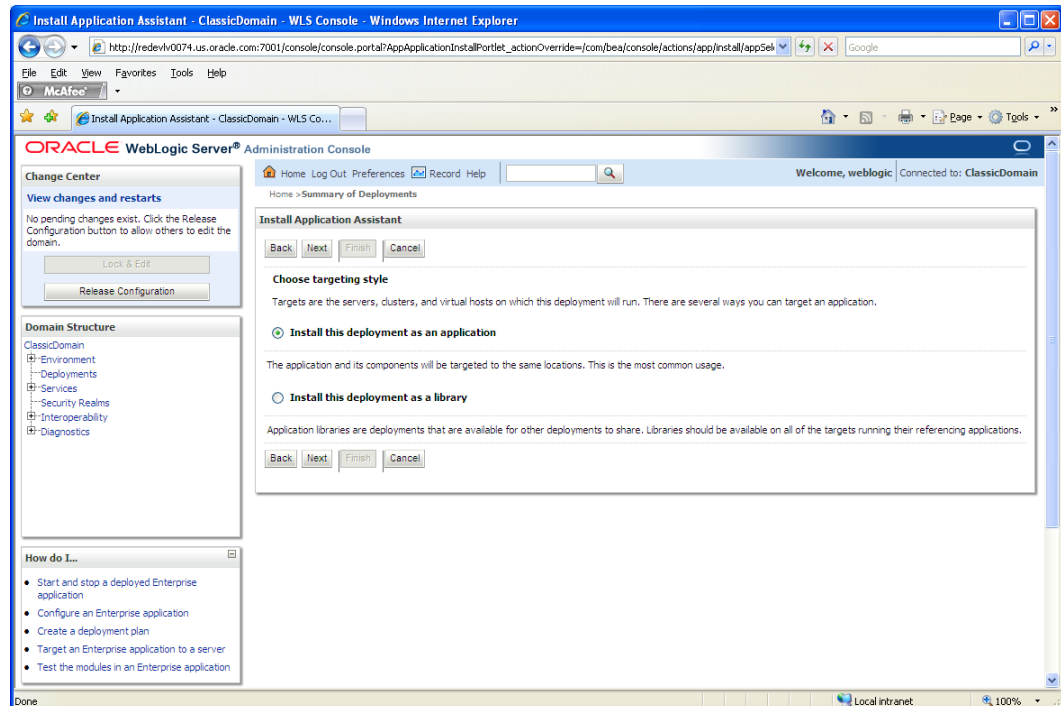 Install Application Assistant - ClassicDomain - WLS Console - Windows Internet Explorer
http://redevlv0074.us.oracle.com:7001/console/console.portal?AppApplicationInstallPortlet_actionOverride=/com/bea/console/actions/app/install/appSel
Google
File Edit View Favorites Tools Help
McAfee
Install Application Assistant - ClassicDomain - WLS Co...
Page Tools
ORACLE WebLogic Server® Administration Console
Change Center
View changes and restarts
No pending changes exist. Click the Release
Configuration button to allow others to edit the
domain.
Lock & Edit
Release Configuration
Domain Structure
ClassicDomain
Environment
Deployments
Services
Security Realms
Interoperability
Diagnostics
How do I...
Start and stop a deployed Enterprise
application
Configure an Enterprise application
Create a deployment plan
Target an Enterprise application to a server
Test the modules in an Enterprise application
Home Log Out Preferences Record Help
Welcome, weblogic Connected to: ClassicDomain
Home >Summary of Deployments
Install Application Assistant
Back Next Finish Cancel
Choose targeting style
Targets are the servers, clusters, and virtual hosts on which this deployment will run. There are several ways you can target an application.
Install this deployment as an application
The application and its components will be targeted to the same locations. This is the most common usage.
Install this deployment as a library
Application libraries are deployments that are available for other deployments to share. Libraries should be available on all of the targets running their referencing applications.
Back Next Finish Cancel
Done
Local intranet
100%